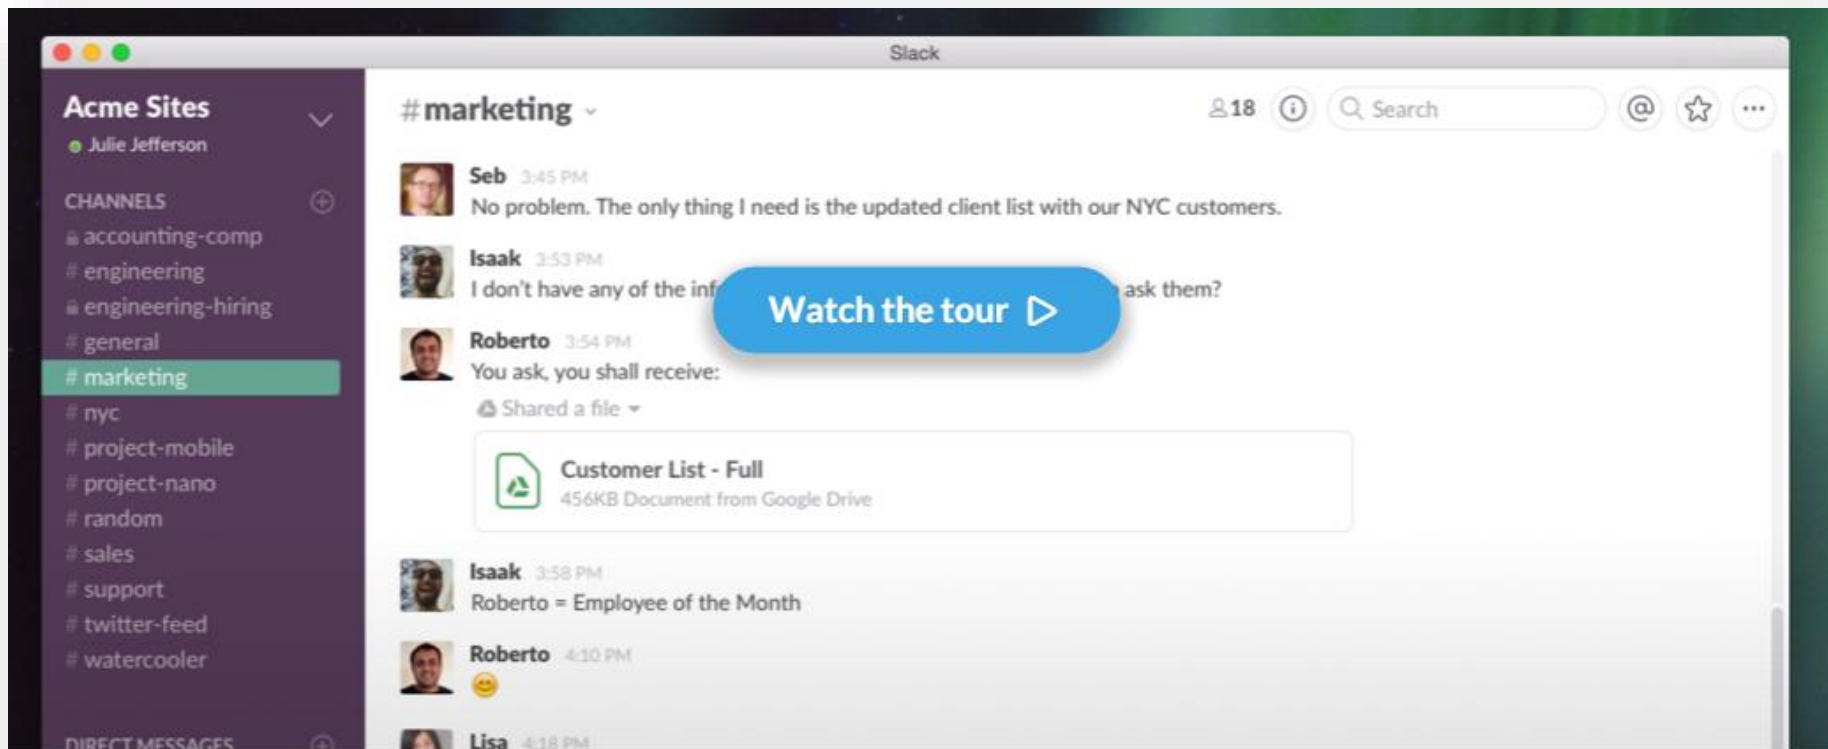 Slack
Acme Sites
Julie Jefferson
CHANNELS
accounting-comp
# engineering
engineering-hiring
# general
# marketing
# nyc
# project-mobile
# project-nano
# random
# sales
# support
# twitter-feed
# watercooler
DIRECT MESSAGES
#marketing
18
Search
Seb 3:45 PM
No problem. The only thing I need is the updated client list with our NYC customers.
Isaak 3:53 PM
I don't have any of the
ask them?
Watch the tour
Roberto 3:54 PM
You ask, you shall receive:
Shared a file
Customer List - Full
456KB Document from Google Drive
Isaak 3:58 PM
Roberto = Employee of the Month
Roberto 4:10 PM
Lisa 4:18 PM